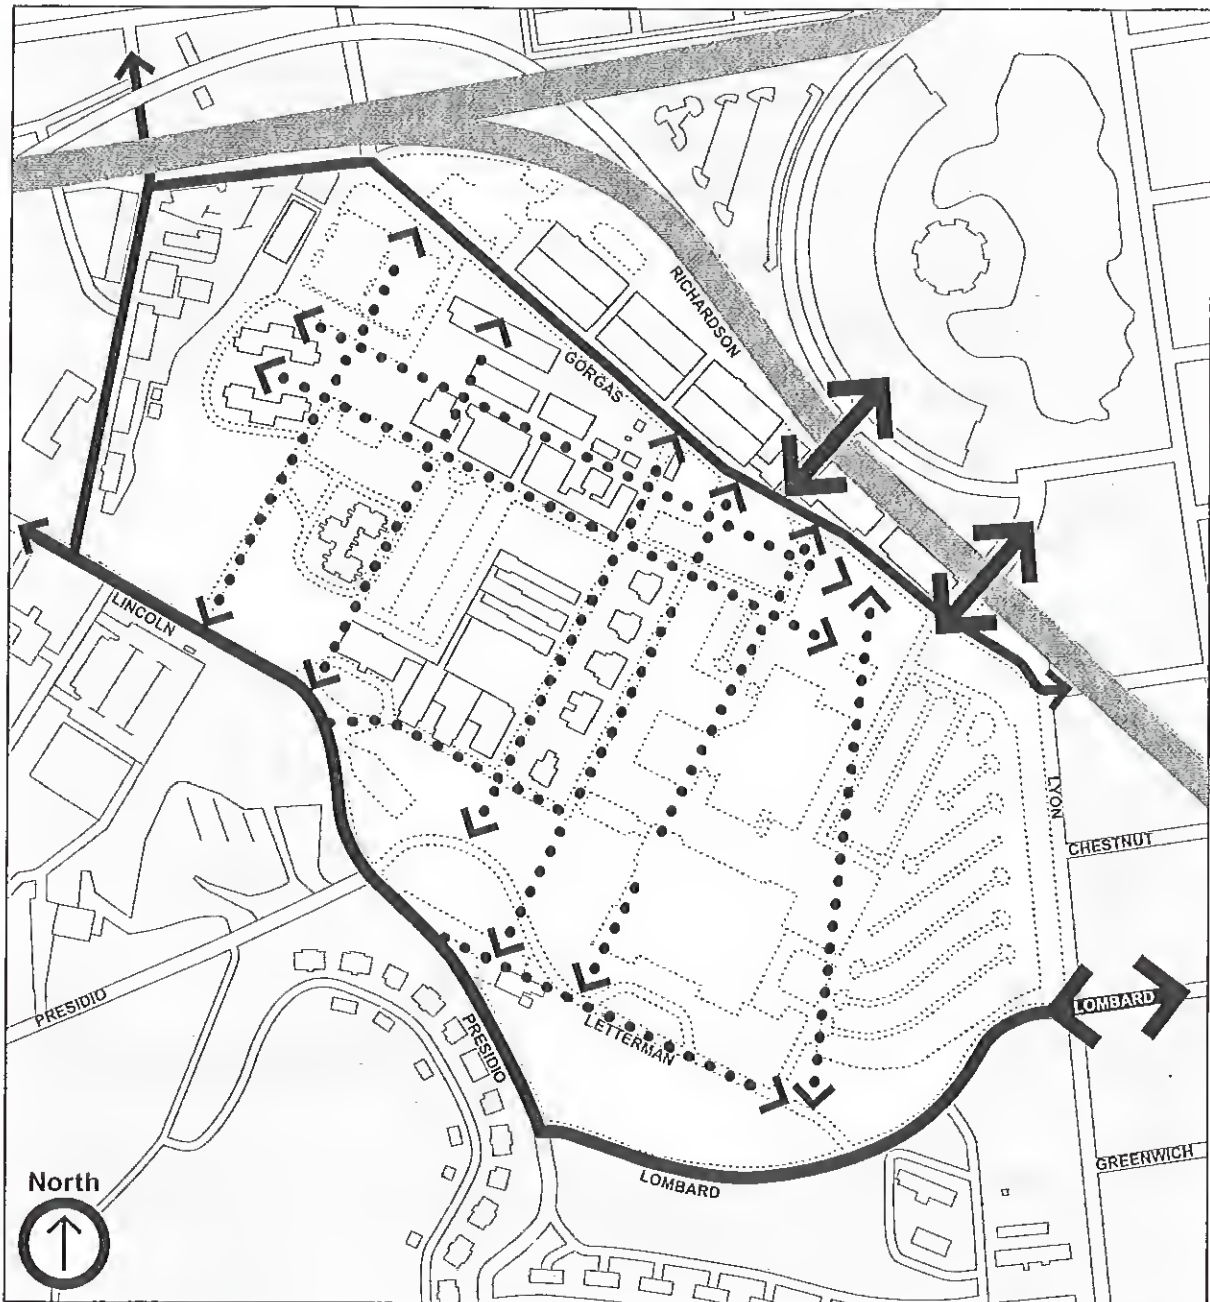 RICHARDSON
GORGAS
LINCOLN
LYON
CHESTNUT
PRESIDIO
LOMBARD
LETTERMAN
PRESIDIO
GREENWICH
LOMBARD
North